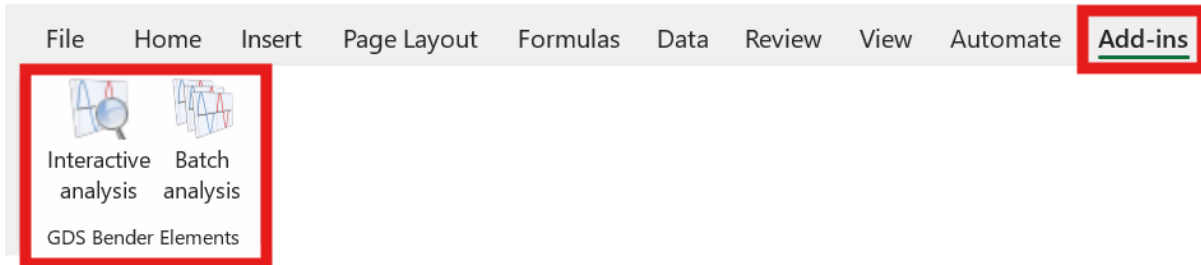 File Home Insert Page Layout Formulas Data Review View Automate Add-ins
Interactive analysis
Batch analysis
GDS Bender Elements